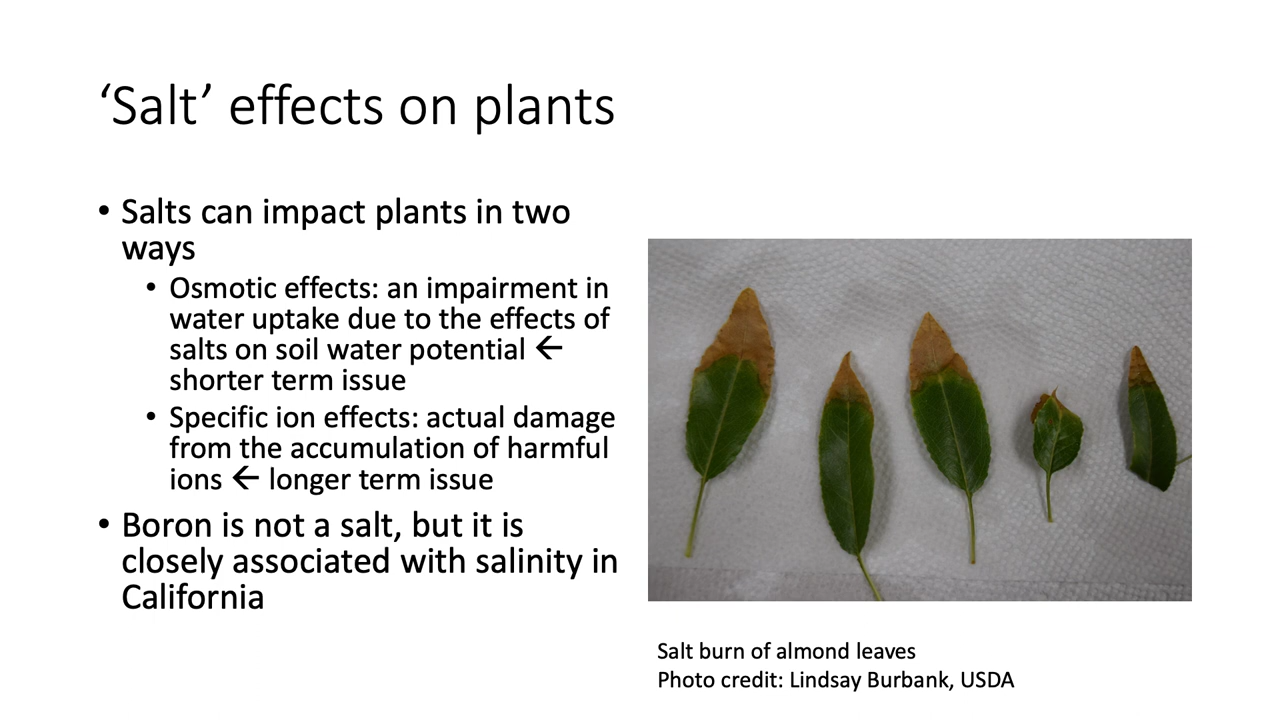 ‘Salt’ effects on plants
• Salts can impact plants in two
ways
• Osmotic effects: an impairment in
water uptake due to the effects of
salts on soil water potential ←
shorter term issue
• Specific ion effects: actual damage
from the accumulation of harmful
ions ← longer term issue
• Boron is not a salt, but it is
closely associated with salinity in
California
Salt burn of almond leaves
Photo credit: Lindsay Burbank, USDA